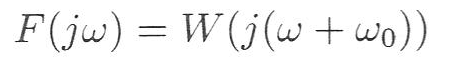 F(jω) = W(j(ω + ω₀))